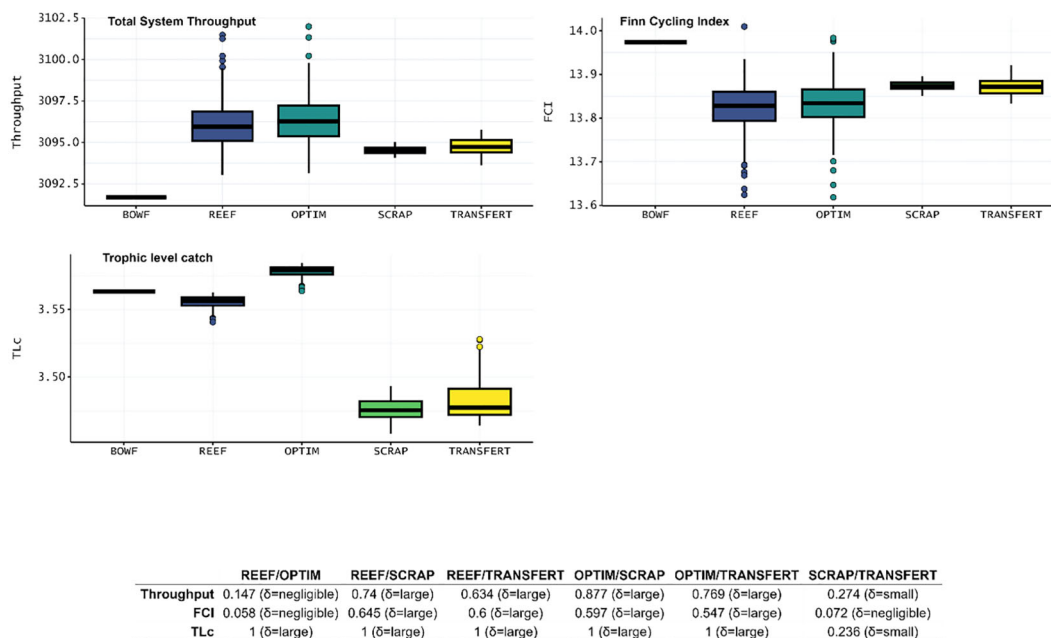 Total System Throughput
3102.5
3100.0
3097.5
3095.0
3092.5
Throughput
BOWF REEF OPTIM SCRAP TRANSFERT
Finn Cycling Index
14.0
13.9
13.8
13.7
13.6
FCI
BOWF REEF OPTIM SCRAP TRANSFERT
Trophic level catch
3.55
3.50
TLc
BOWF REEF OPTIM SCRAP TRANSFERT
REEF/OPTIM REEF/SCRAP REEF/TRANSFERT OPTIM/SCRAP OPTIM/TRANSFERT SCRAP/TRANSFERT
Throughput 0.147 (δ=negligible) 0.74 (δ=large) 0.634 (δ=large) 0.877 (δ=large) 0.769 (δ=large) 0.274 (δ=small)
FCI 0.058 (δ=negligible) 0.645 (δ=large) 0.6 (δ=large) 0.597 (δ=large) 0.547 (δ=large) 0.072 (δ=negligible)
TLc 1 (δ=large) 1 (δ=large) 1 (δ=large) 1 (δ=large) 1 (δ=large) 0.236 (δ=small)